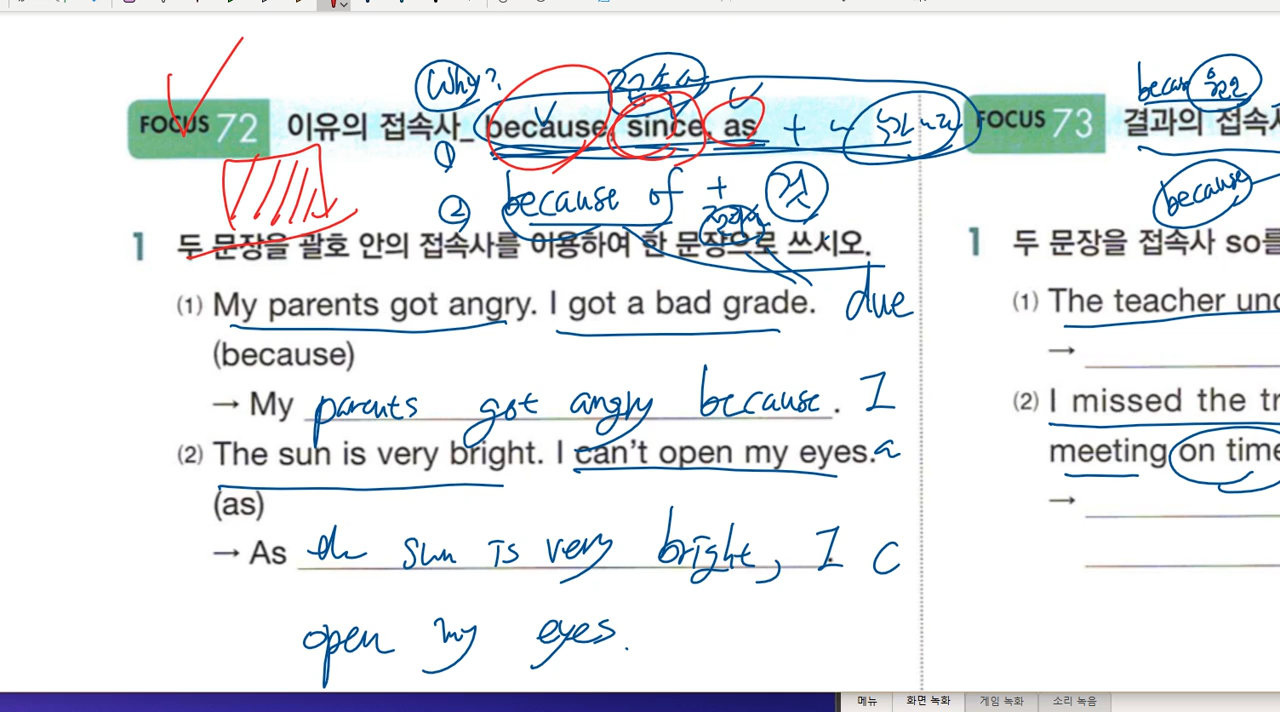 Why?
전치사
becau
원인
FOCUS 72 이유의 접속사_ because, since, as +
FOCUS 73 결과의 접속사
①
② because of + 것
because
1 두 문장을 괄호 안의 접속사를 이용하여 한 문장으로 쓰시오.
1 두 문장을 접속사 so를
(1) My parents got angry. I got a bad grade. due
(because)
→ My parents got angry because. I
a
(2) The sun is very bright. I can't open my eyes.
(as)
→ As the sun is very bright, I c
open my eyes.
(1) The teacher und
→
(2) I missed the tr
meeting on time
→
메뉴 화면 녹화 게임 녹화 소리 녹음